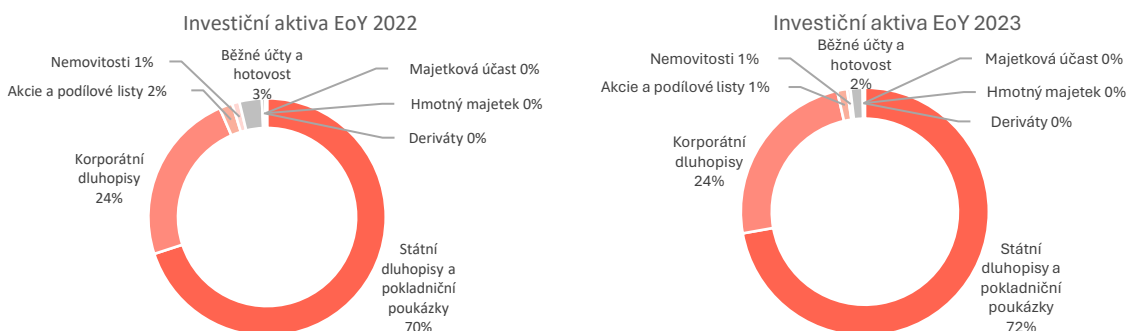 Investiční aktiva EoY 2022
Nemovitosti 1%
Akcie a podílové listy 2%
Běžné účty a
hotovost
3%
Majetková účast 0%
Hmotný majetek 0%
Deriváty 0%
Korporátní
dluhopisy
24%
Státní
dluhopisy a
pokladniční
poukázky
70%
Investiční aktiva EoY 2023
Nemovitosti 1%
Akcie a podílové listy 1%
Běžné účty a
hotovost
2%
Majetková účast 0%
Hmotný majetek 0%
Deriváty 0%
Korporátní
dluhopisy
24%
Státní
dluhopisy a
pokladniční
poukázky
72%